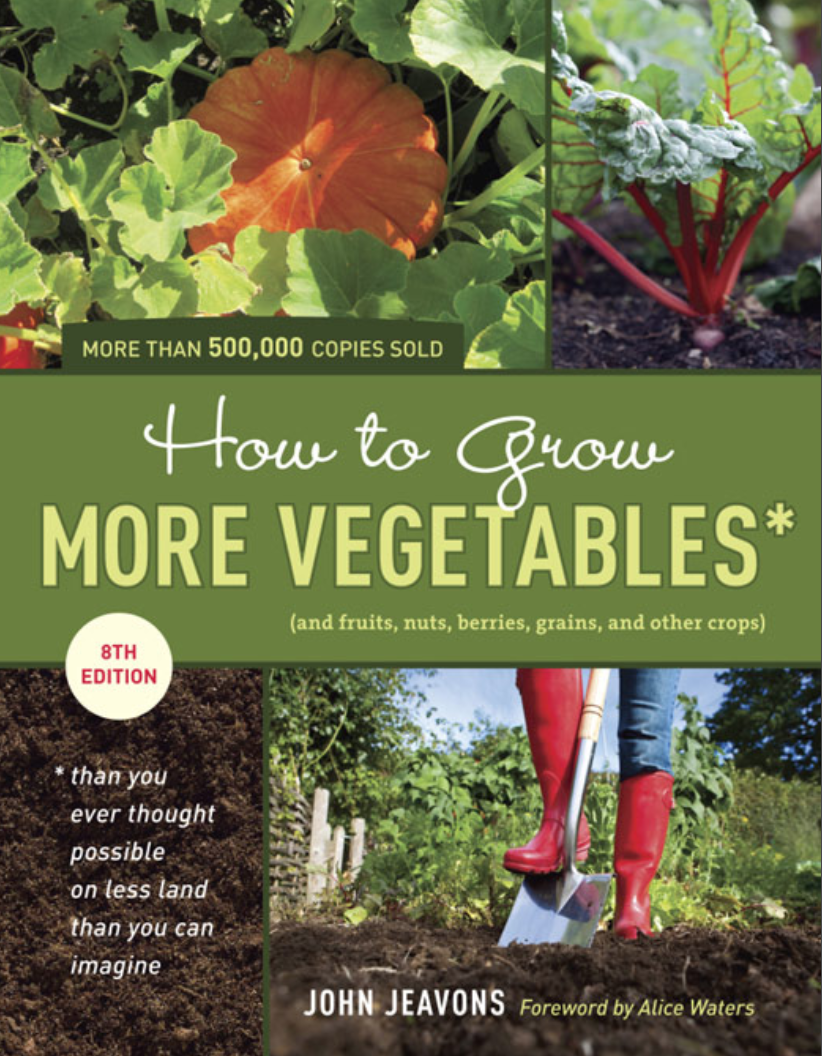 MORE THAN 500,000 COPIES SOLD
How to Grow
MORE VEGETABLES*
(and fruits, nuts, berries, grains, and other crops)
8TH
EDITION
* than you
ever thought
possible
on less land
than you can
imagine
JOHN JEAVONS Foreword by Alice Waters